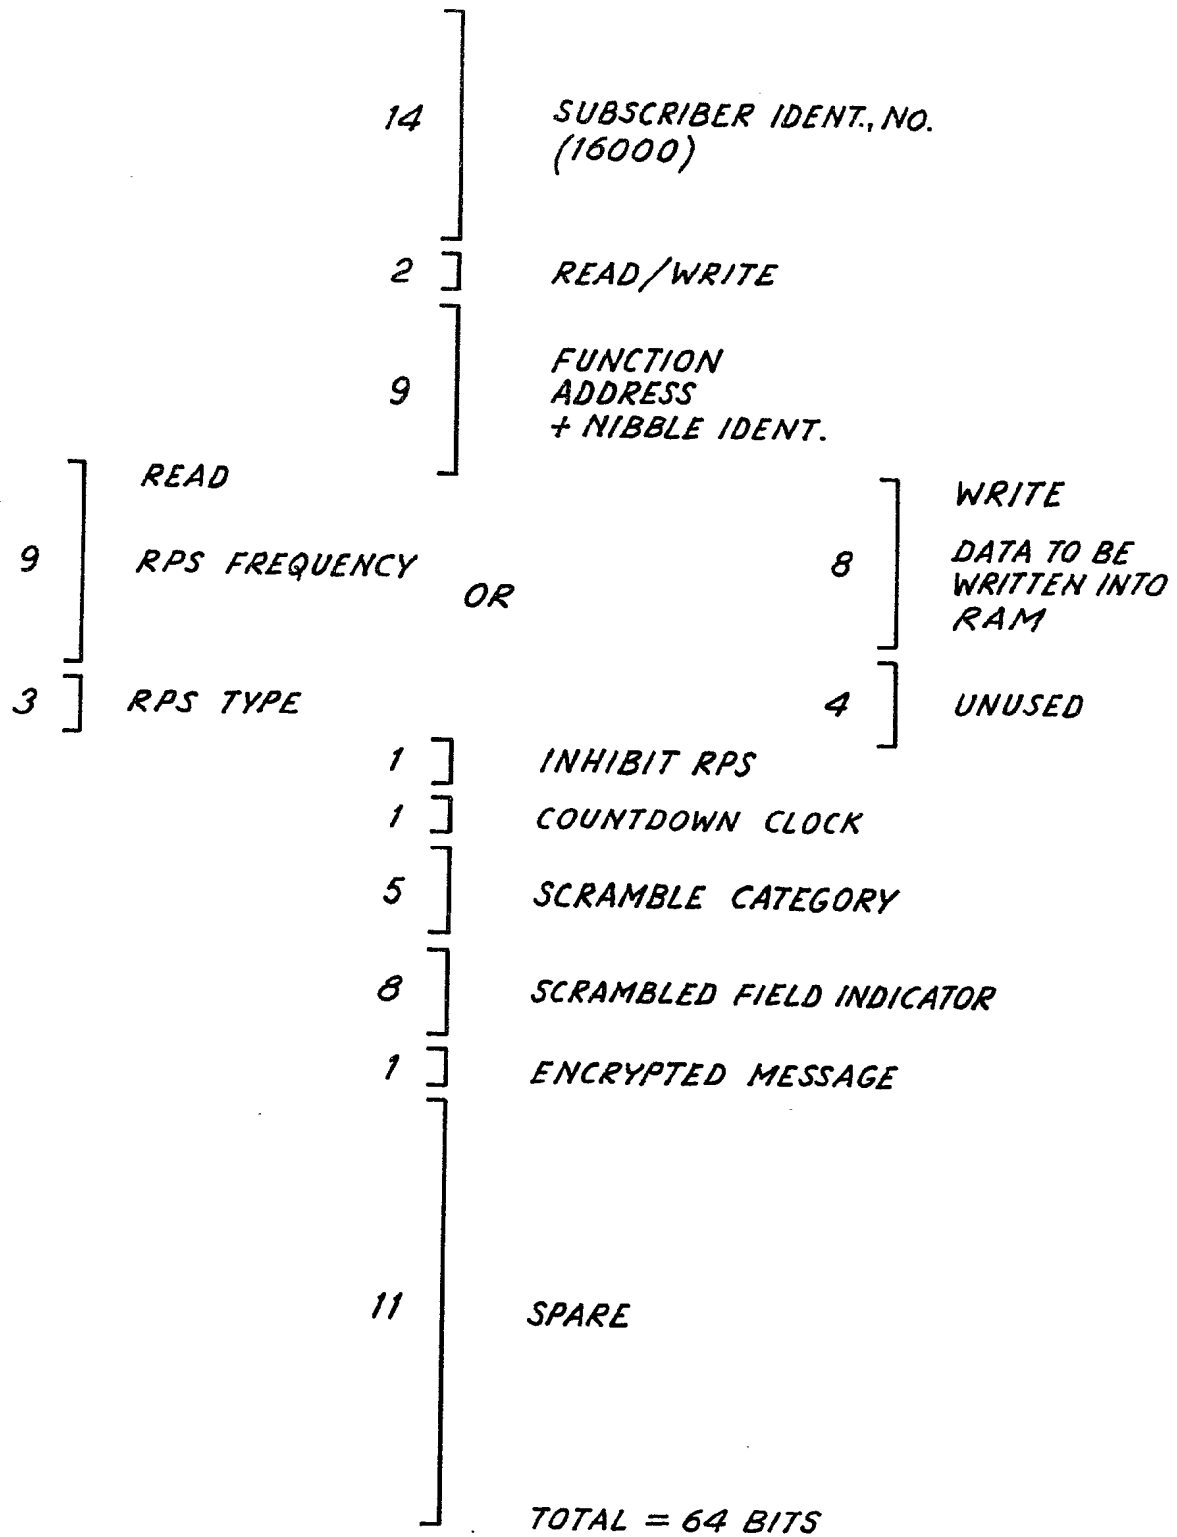 14
SUBSCRIBER IDENT., NO.
(16000)
2
READ/WRITE
9
FUNCTION
ADDRESS
+ NIBBLE IDENT.
READ
9
RPS FREQUENCY
OR
WRITE
8
DATA TO BE
WRITTEN INTO
RAM
3
RPS TYPE
4
UNUSED
1
INHIBIT RPS
1
COUNTDOWN CLOCK
5
SCRAMBLE CATEGORY
8
SCRAMBLED FIELD INDICATOR
1
ENCRYPTED MESSAGE
11
SPARE
TOTAL = 64 BITS